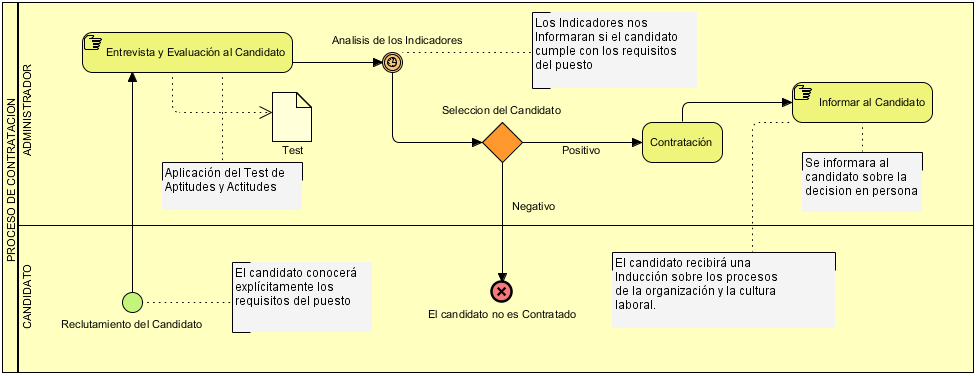 PROCESO DE CONTRATACION
ADMINISTRADOR
Entrevista y Evaluación al Candidato
Analisis de los Indicadores
Los Indicadores nos
Informaran si el candidato
cumple con los requisitos
del puesto
Test
Aplicación del Test de
Aptitudes y Actitudes
Seleccion del Candidato
Positivo
Negativo
Contratación
Informar al Candidato
Se informara al
candidato sobre la
decision en persona
CANDIDATO
Reclutamiento del Candidato
El candidato conocerá
explícitamente los
requisitos del puesto
El candidato no es Contratado
El candidato recibirá una
Inducción sobre los procesos
de la organización y la cultura
laboral.